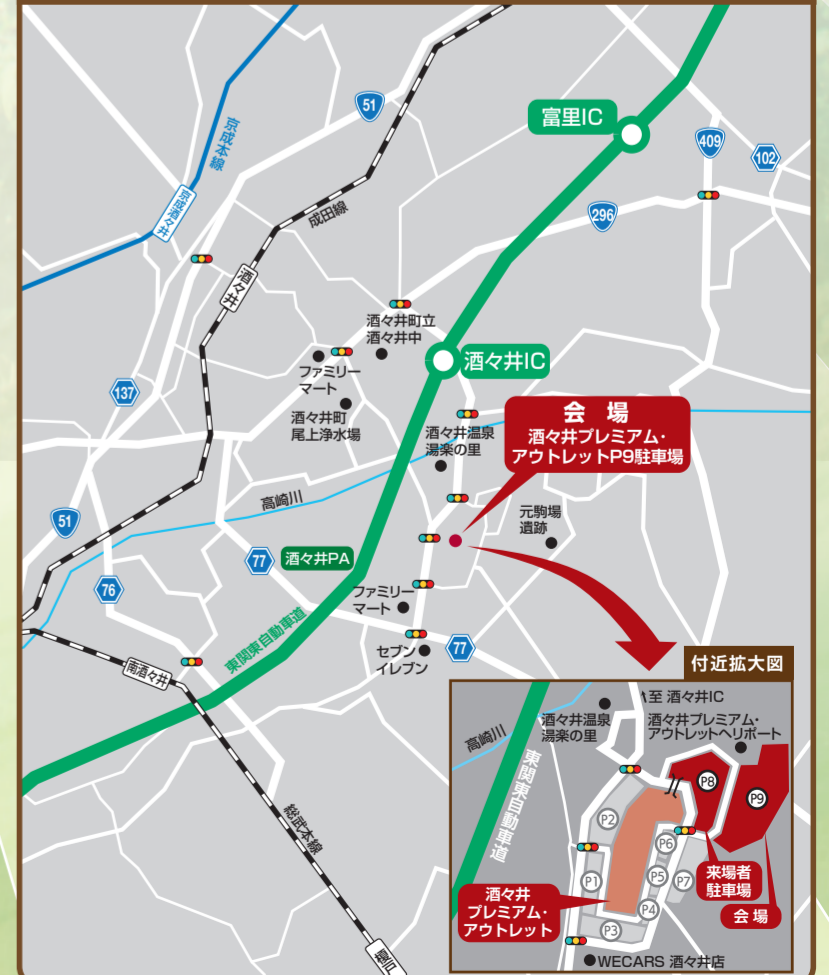 51
京成本線
富里IC
409
102
京成酒々井
成田線
296
酒々井
酒々井町立
酒々井中
ファミリー
マート
酒々井IC
137
酒々井町
尾上浄水場
酒々井温泉
湯楽の里
会 場
酒々井プレミアム・
アウトレットP9駐車場
高崎川
元駒場
遺跡
51
77
酒々井PA
76
ファミリー
マート
東関東自動車道
セブン
イレブン
77
南酒々井
付近拡大図
至 酒々井IC
酒々井温泉
湯楽の里
酒々井プレミアム・
アウトレットヘリポート
高崎川
東関東自動車道
P8
P9
P2
P6
P1
P5
P7
来場者
駐車場
P4
会 場
酒々井
プレミアム・
アウトレット
P3
WECARS 酒々井店
総武本線
榎戸